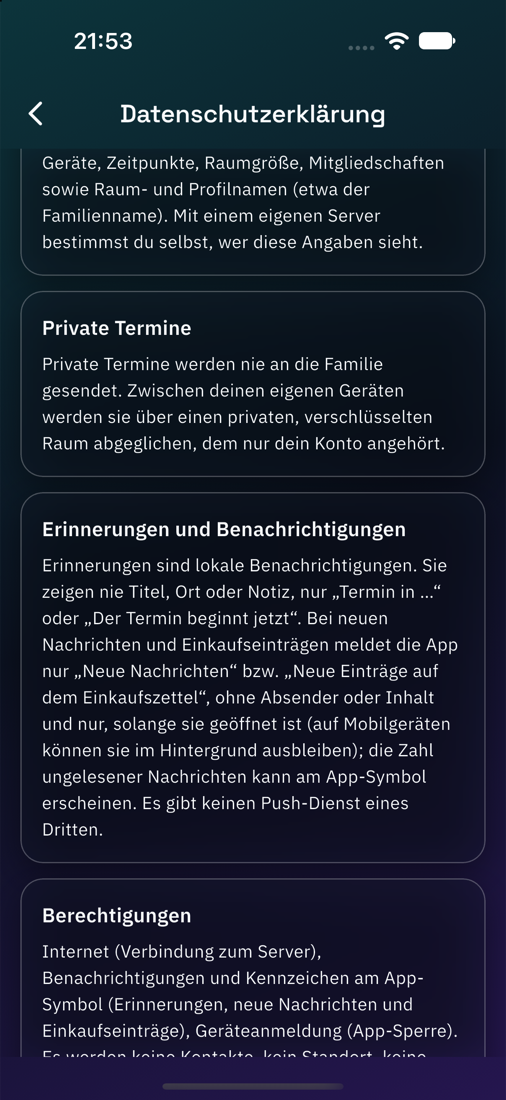 21:53
Datenschutzerklärung
Geräte, Zeitpunkte, Raumgröße, Mitgliedschaften
sowie Raum- und Profilnamen (etwa der
Familienname). Mit einem eigenen Server
bestimmst du selbst, wer diese Angaben sieht.
Private Termine
Private Termine werden nie an die Familie
gesendet. Zwischen deinen eigenen Geräten
werden sie über einen privaten, verschlüsselten
Raum abgeglichen, dem nur dein Konto angehört.
Erinnerungen und Benachrichtigungen
Erinnerungen sind lokale Benachrichtigungen. Sie
zeigen nie Titel, Ort oder Notiz, nur „Termin in …“
oder „Der Termin beginnt jetzt“. Bei neuen
Nachrichten und Einkaufseinträgen meldet die App
nur „Neue Nachrichten“ bzw. „Neue Einträge auf
dem Einkaufszettel“, ohne Absender oder Inhalt
und nur, solange sie geöffnet ist (auf Mobilgeräten
können sie im Hintergrund ausbleiben); die Zahl
ungelesener Nachrichten kann am App-Symbol
erscheinen. Es gibt keinen Push-Dienst eines
Dritten.
Berechtigungen
Internet (Verbindung zum Server),
Benachrichtigungen und Kennzeichen am App-
Symbol (Erinnerungen, neue Nachrichten und
Einkaufseinträge), Geräteanmeldung (App-Sperre).
Es werden keine Kontakte, kein Standort, keine